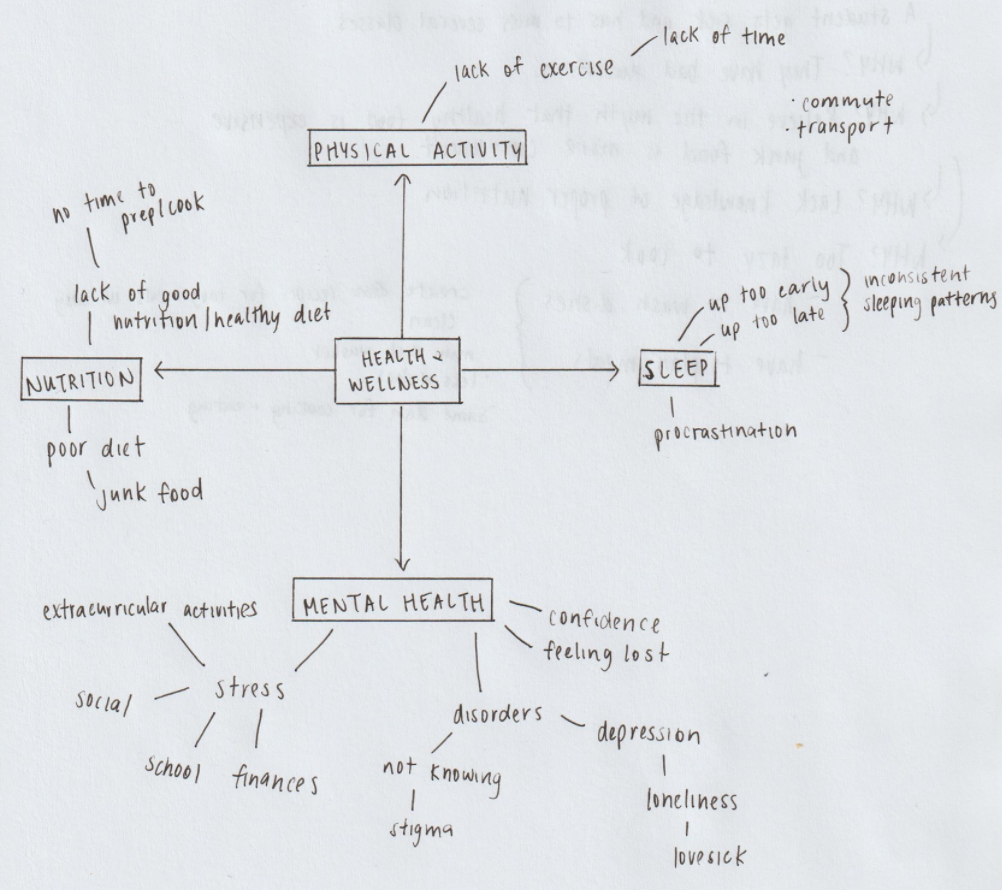 lack of time
lack of exercise
PHYSICAL ACTIVITY
· commute
· transport
no time to
prep/cook
lack of good
nutrition/healthy diet
NUTRITION
poor diet
junk food
HEALTH +
WELLNESS
up too early
up too late
inconsistent
sleeping patterns
SLEEP
procrastination
MENTAL HEALTH
confidence
feeling lost
extracurricular activities
stress
social
school
finances
disorders
depression
not knowing
stigma
loneliness
lovesick